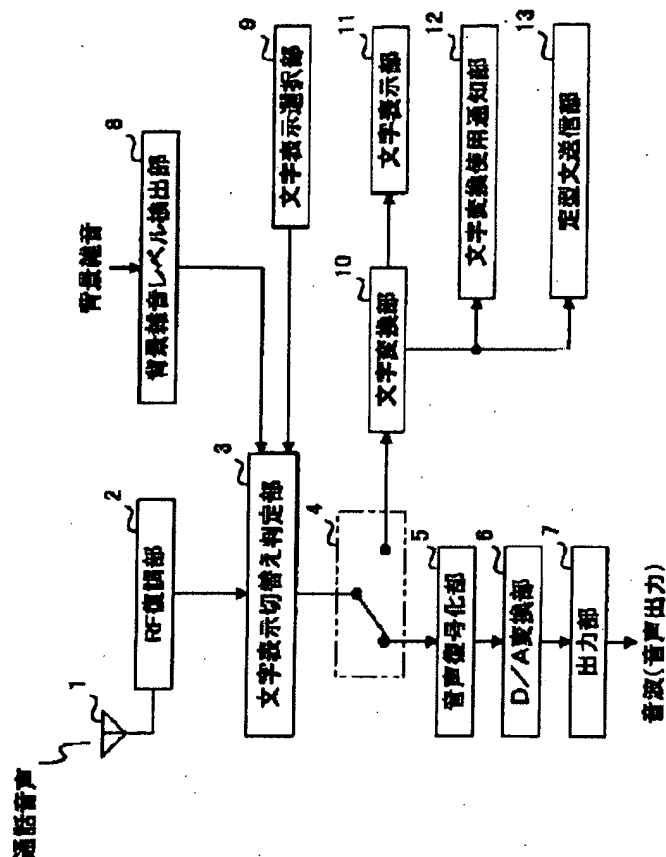 通話音声
1
2
RF復調部
背景雑音
8
背景雑音レベル検出部
9
文字表示選択部
3
文字表示切替え判定部
4
10
文字変換部
11
文字表示部
12
文字変換使用通知部
13
定型文送信部
5
音声復号化部
6
D/A変換部
7
出力部
音波(音声出力)